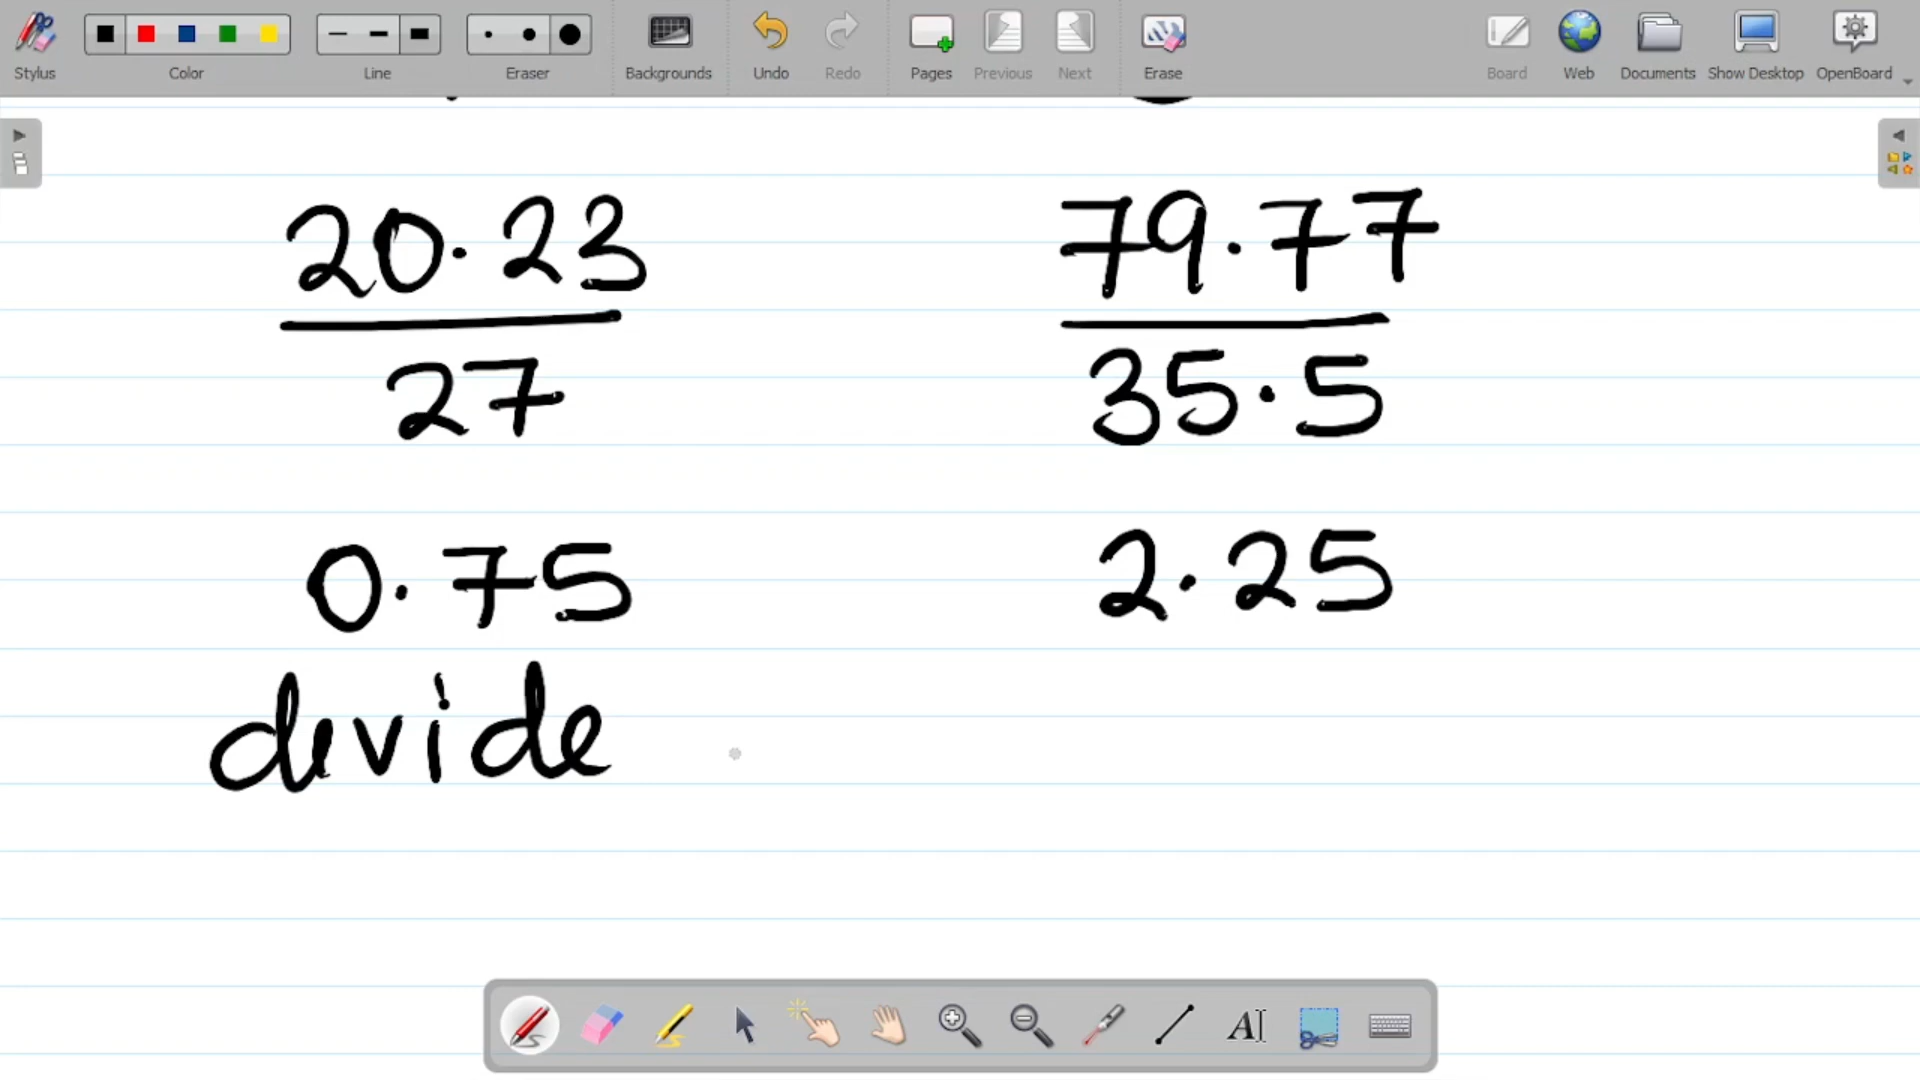 Stylus Color Line Eraser Backgrounds Undo Redo Pages Previous Next Erase Board Web Documents Show Desktop OpenBoard
20.23 79.77
27 35.5
0.75 2.25
divide